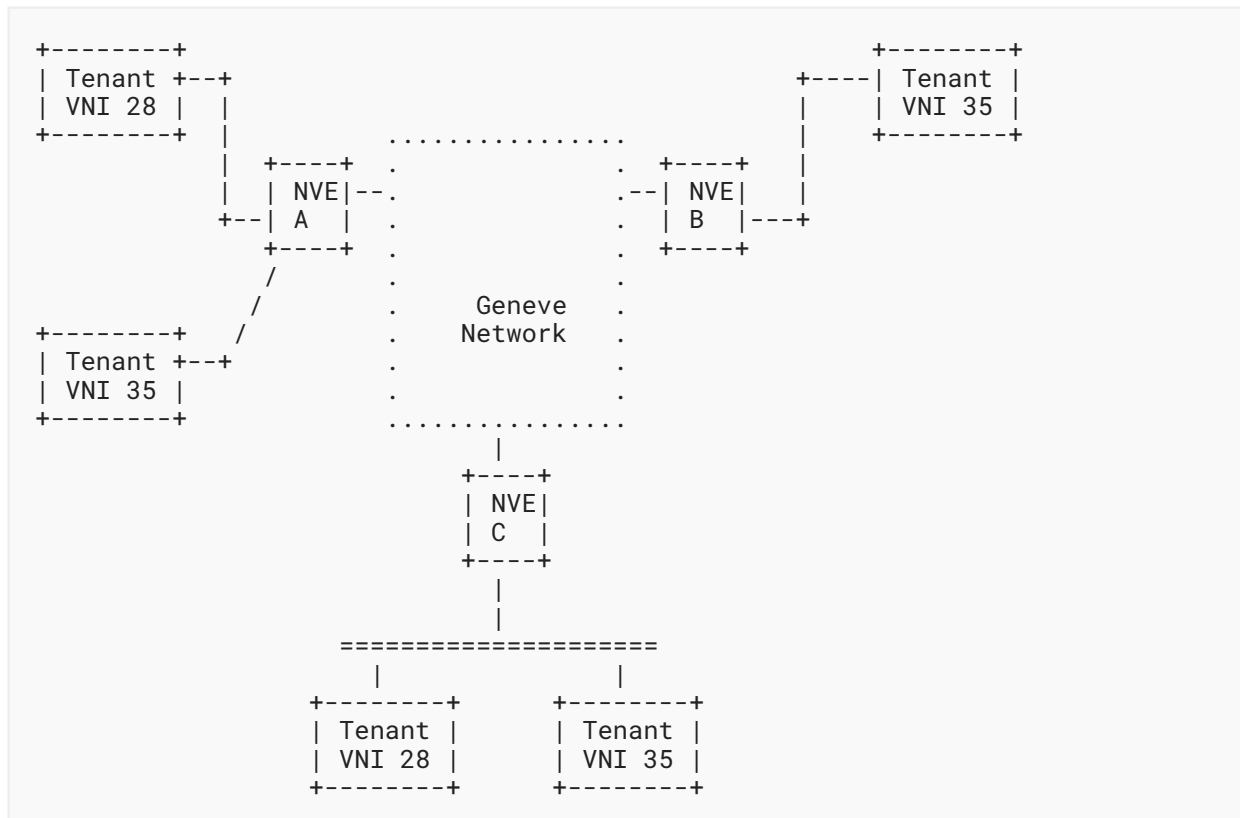 +--------+                                             +--------+
| Tenant +--+                                     +----| Tenant |
| VNI 28 |  |                                     |    | VNI 35 |
+--------+  |          ................           |    +--------+
            |  +----+  .              .  +----+   |
            |  | NVE|--.              .--| NVE|   |
            +--| A  |  .              .  | B  |---+
               +----+  .              .  +----+
               /       .              .
              /        .     Geneve   .
+--------+   /         .    Network   .
| Tenant +--+          .              .
| VNI 35 |             .              .
+--------+             ................
                              |
                            +----+
                            | NVE|
                            | C  |
                            +----+
                              |
                              |
                    =====================
                      |               |
                  +--------+      +--------+
                  | Tenant |      | Tenant |
                  | VNI 28 |      | VNI 35 |
                  +--------+      +--------+